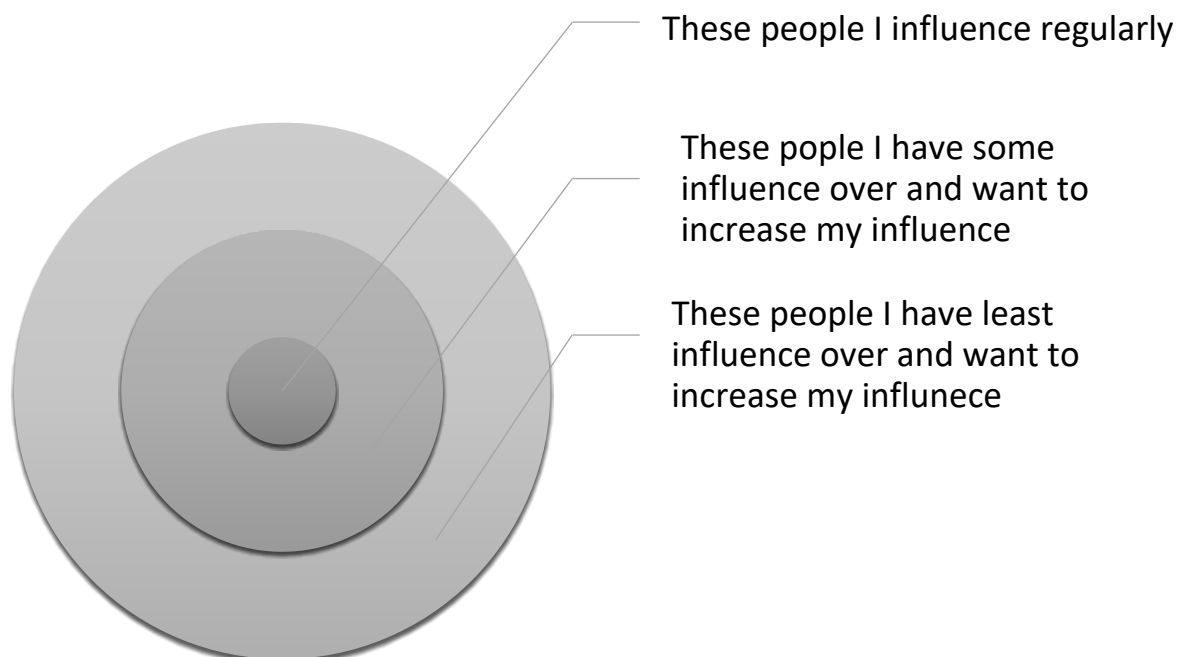 These people I influence regularly
These pople I have some
influence over and want to
increase my influence
These people I have least
influence over and want to
increase my influnece